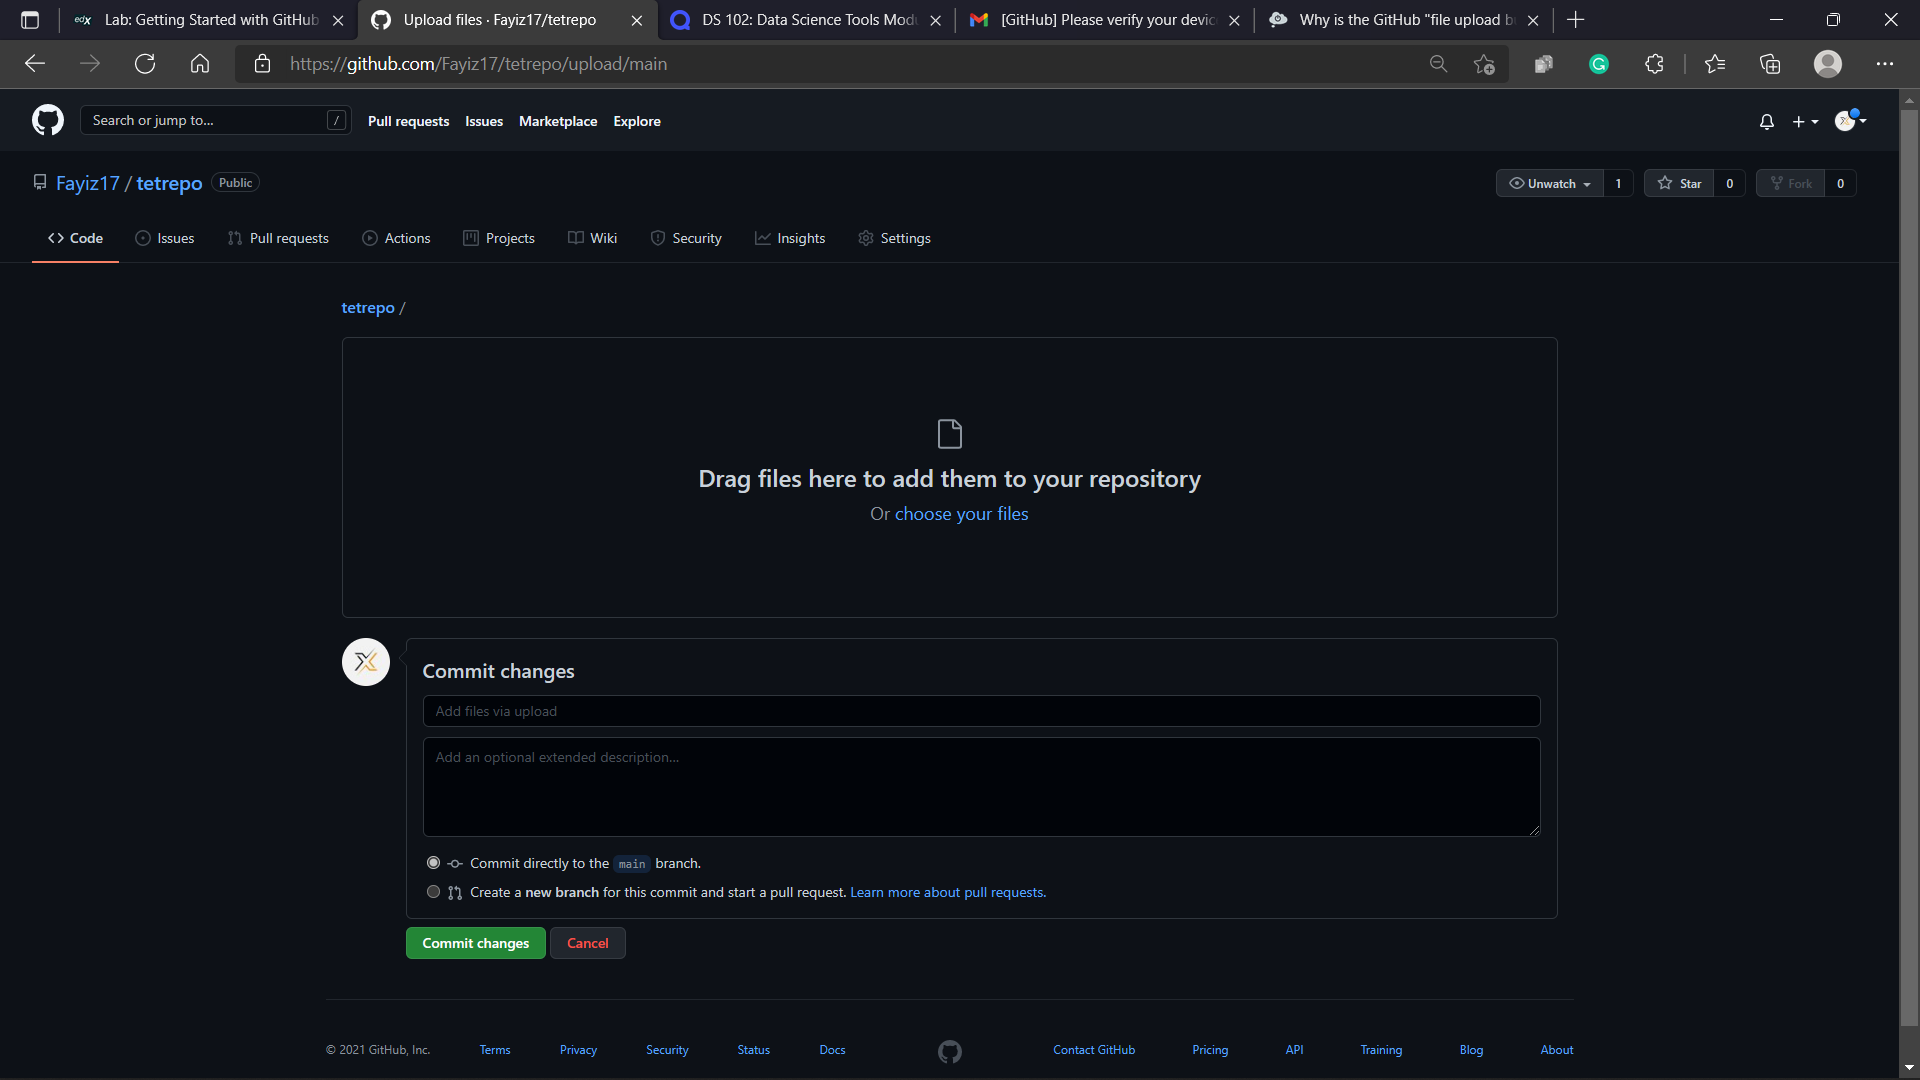 edX Lab: Getting Started with GitHub
Upload files · Fayiz17/tetrepo
DS 102: Data Science Tools Modu
[GitHub] Please verify your devic
Why is the GitHub "file upload b
https://github.com/Fayiz17/tetrepo/upload/main
Search or jump to... /
Pull requests Issues Marketplace Explore
Fayiz17 / tetrepo Public
Unwatch 1 Star 0 Fork 0
Code Issues Pull requests Actions Projects Wiki Security Insights Settings
tetrepo /
Drag files here to add them to your repository
Or choose your files
Commit changes
Add files via upload
Add an optional extended description...
Commit directly to the main branch.
Create a new branch for this commit and start a pull request. Learn more about pull requests.
Commit changes Cancel
© 2021 GitHub, Inc. Terms Privacy Security Status Docs Contact GitHub Pricing API Training Blog About